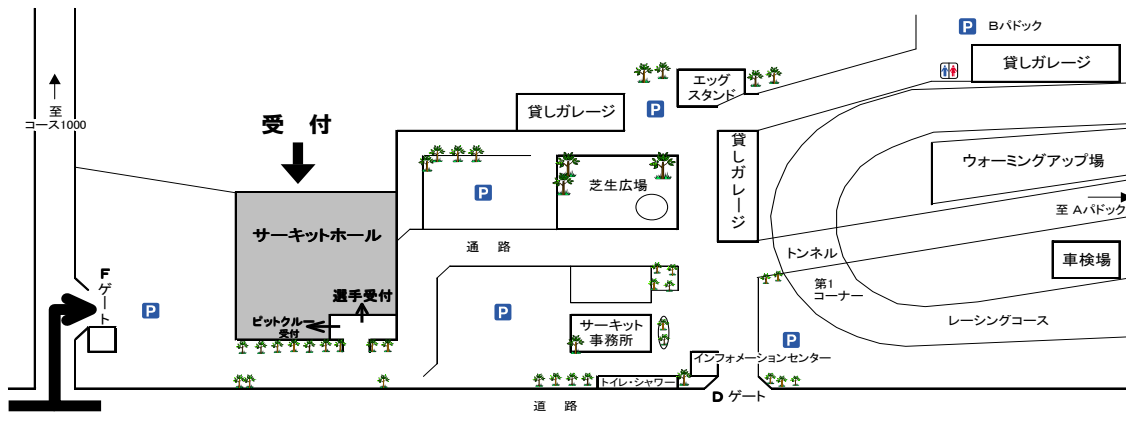 P Bパドック
貸しガレージ
エッグ
スタンド
貸しガレージ
P
至
コース1000
受 付
貸しガレージ
ウォーミングアップ場
P
芝生広場
至 Aパドック
サーキットホール
通 路
トンネル
車検場
Fゲート
P
第1
コーナー
選手受付
ピットクルー
受付
P
サーキット
事務所
レーシングコース
P
インフォメーションセンター
トイレ・シャワー
D ゲート
道 路